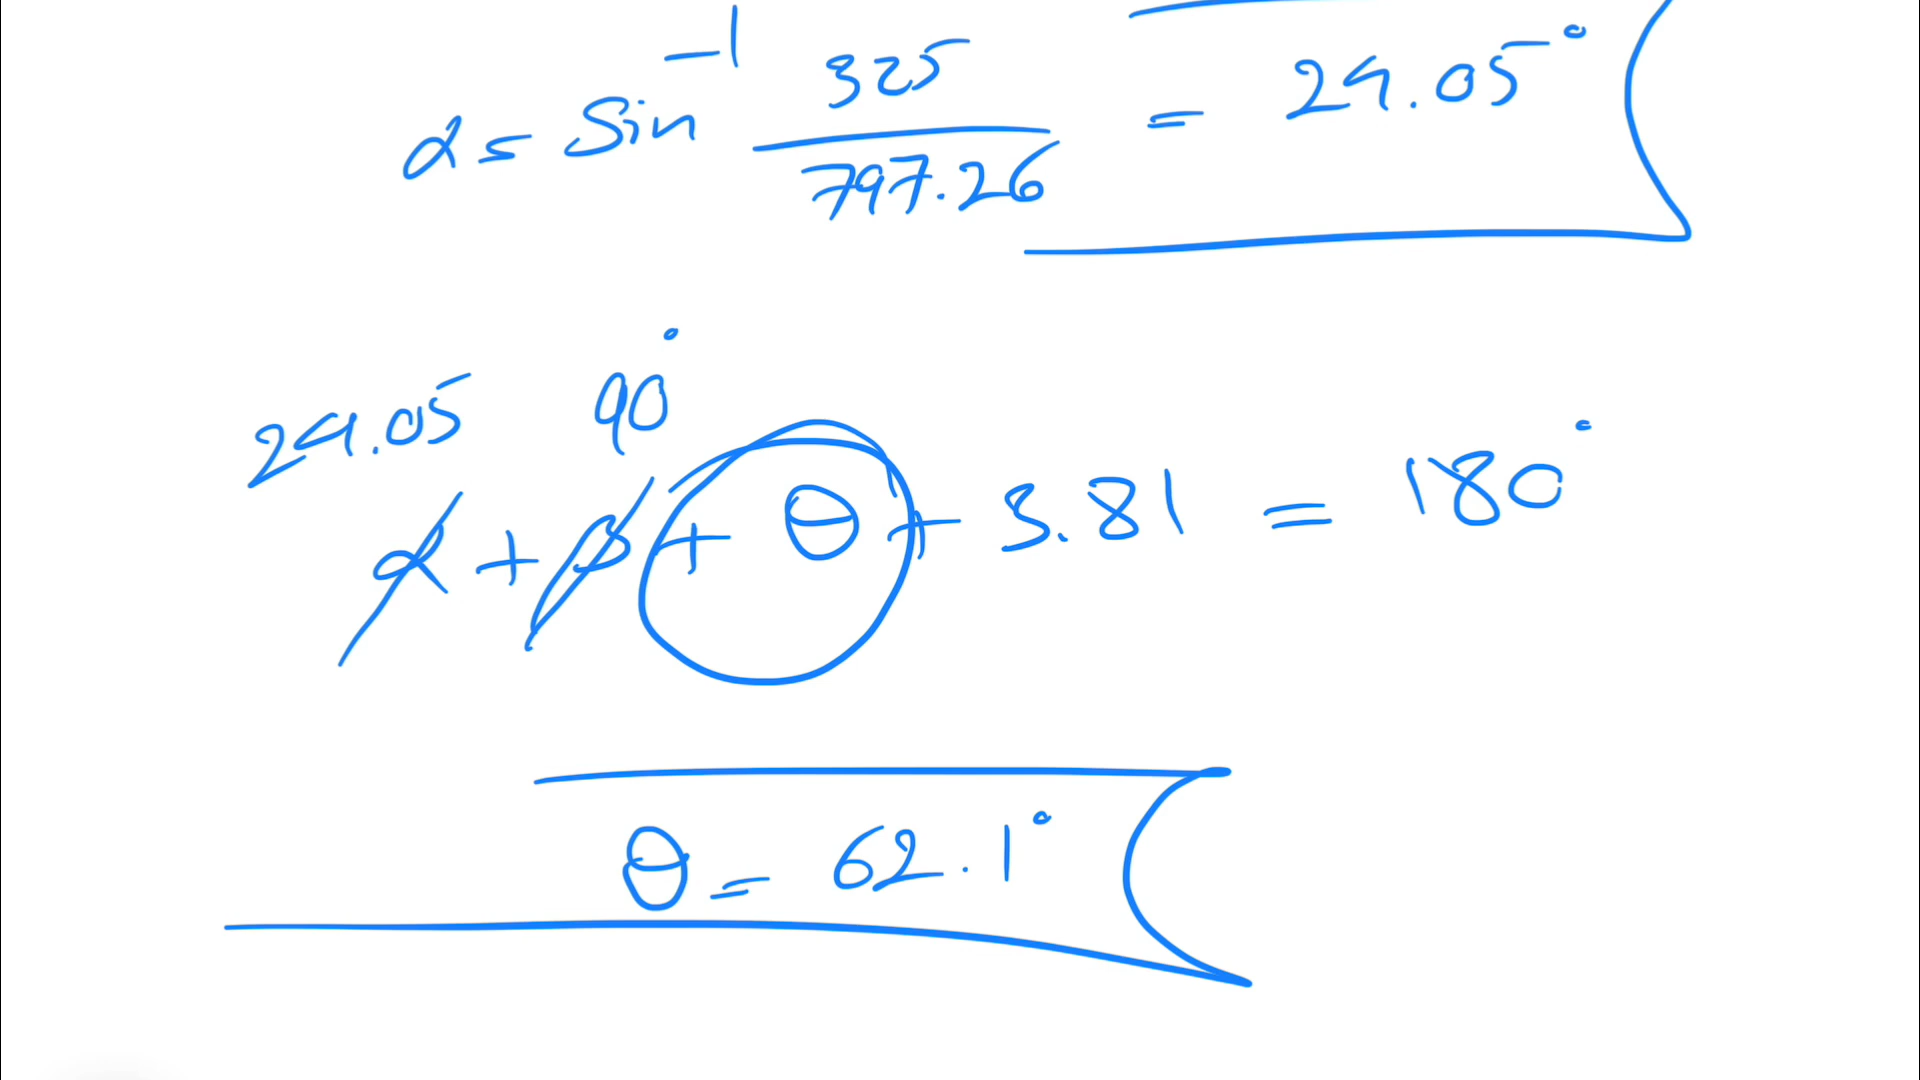 α = Sin⁻¹ 325/797.26 = 24.05°
24.05 90°
α + β + θ + 3.81 = 180°
θ = 62.1°